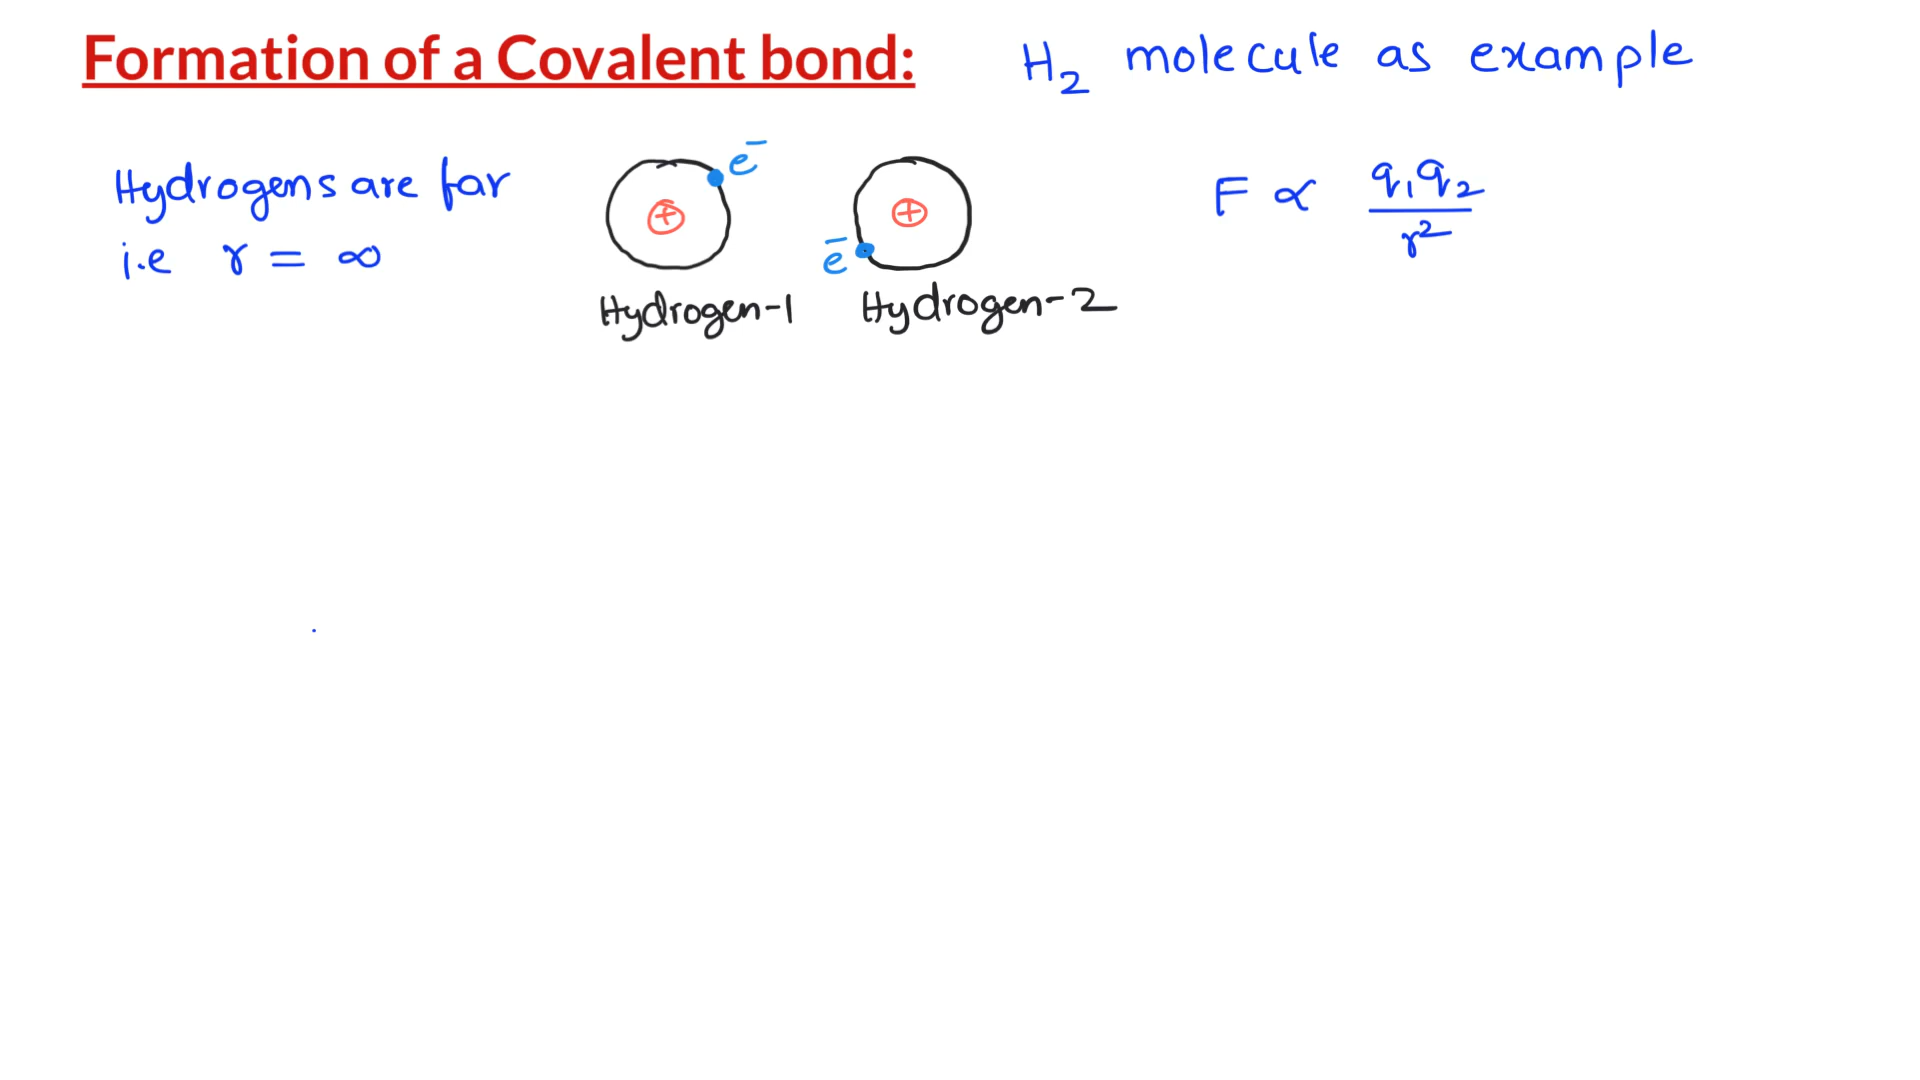 Formation of a Covalent bond: H₂ molecule as example
Hydrogens are far
i.e r = ∞
e⁻
+
+
e⁻
Hydrogen-1 Hydrogen-2
F ∝ q₁q₂/r²